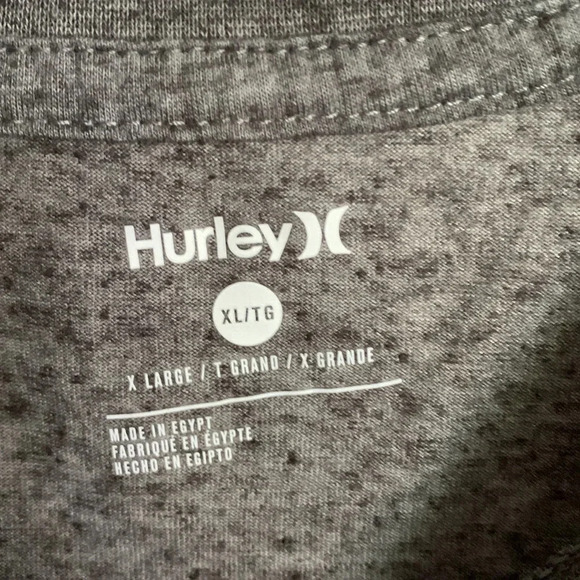 Hurley
XL/TG
X LARGE / T GRAND / X GRANDE
MADE IN EGYPT
FABRIQUÉ EN ÉGYPTE
HECHO EN EGIPTO